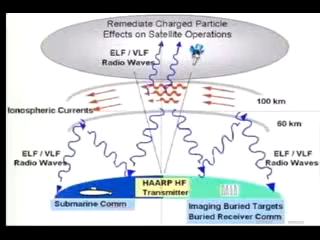 Remediate Charged Particle
Effects on Satellite Operations
ELF / VLF
Radio Waves
Ionospheric Currents
100 km
60 km
ELF / VLF
Radio Waves
ELF / VLF
Radio Waves
HAARP HF
Transmitter
Submarine Comm
Imaging Buried Targets
Buried Receiver Comm